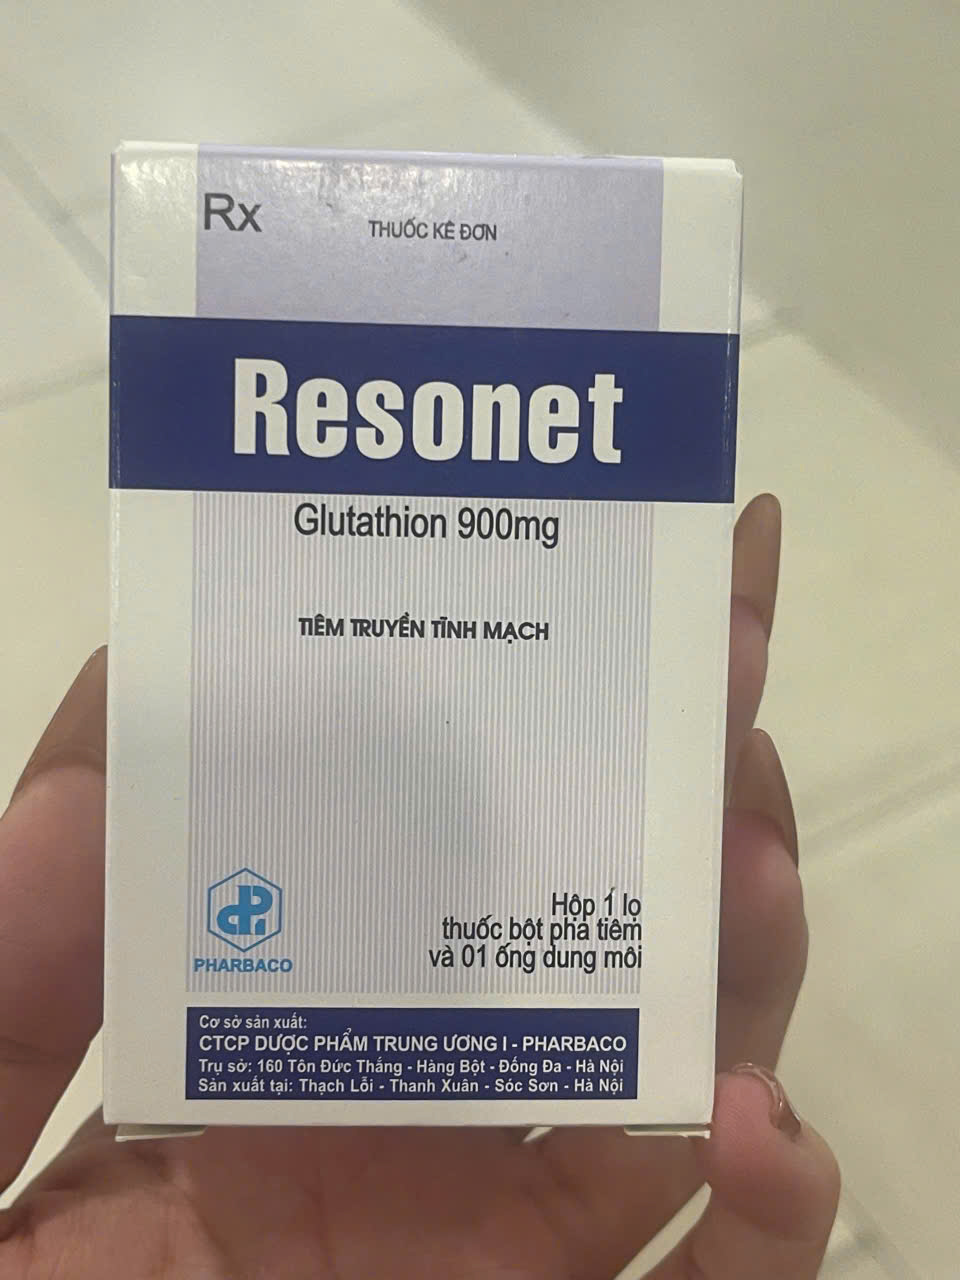 Rx
THUỐC KÊ ĐƠN
Resonet
Glutathion 900mg
TIÊM TRUYỀN TĨNH MẠCH
Hộp 1 lọ
thuốc bột pha tiêm
và 01 ống dung môi
PHARBACO
Cơ sở sản xuất:
CTCP DƯỢC PHẨM TRUNG ƯƠNG I - PHARBACO
Trụ sở: 160 Tôn Đức Thắng - Hàng Bột - Đống Đa - Hà Nội
Sản xuất tại: Thạch Lỗi - Thanh Xuân - Sóc Sơn - Hà Nội